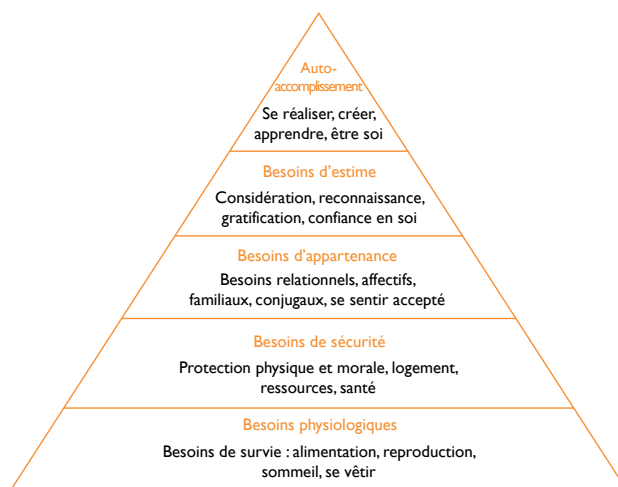 Auto-
accomplissement
Se réaliser, créer,
apprendre, être soi
Besoins d'estime
Considération, reconnaissance,
gratification, confiance en soi
Besoins d'appartenance
Besoins relationnels, affectifs,
familiaux, conjugaux, se sentir accepté
Besoins de sécurité
Protection physique et morale, logement,
ressources, santé
Besoins physiologiques
Besoins de survie : alimentation, reproduction,
sommeil, se vêtir